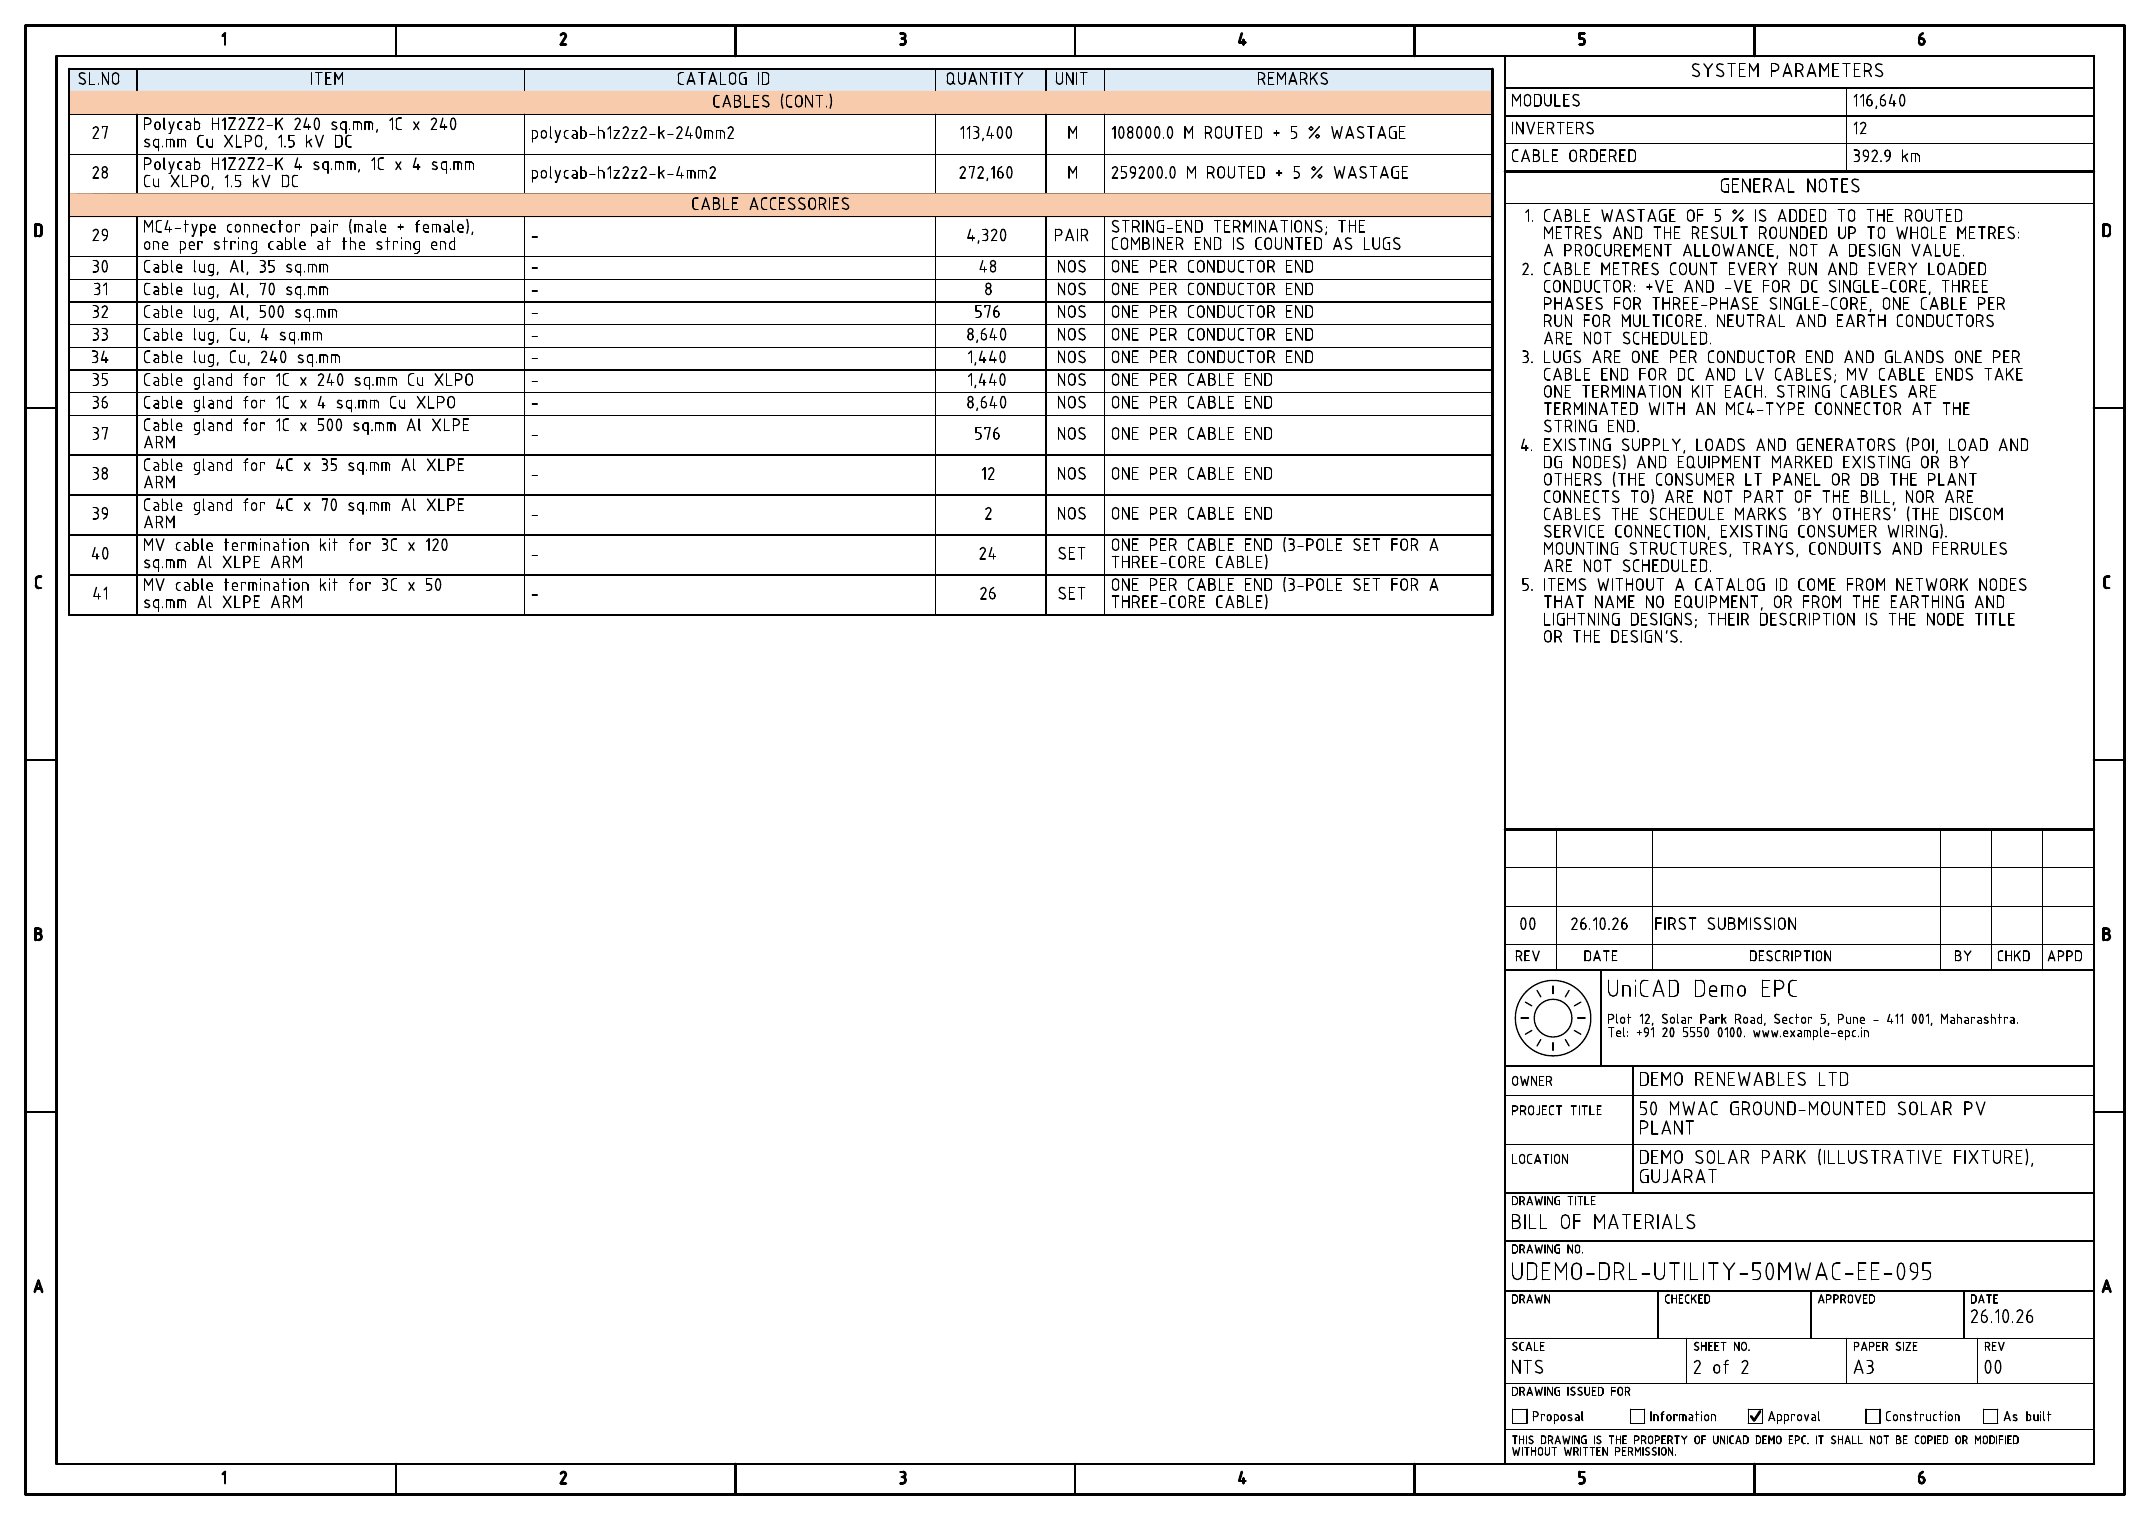 1 2 3 4 5 6
SL.NO ITEM CATALOG ID QUANTITY UNIT REMARKS
CABLES (CONT.)
27 Polycab H1Z2Z2-K 240 sq.mm, 1C x 240
sq.mm Cu XLPO, 1.5 kV DC polycab-h1z2z2-k-240mm2 113,400 M 108000.0 M ROUTED + 5 % WASTAGE
28 Polycab H1Z2Z2-K 4 sq.mm, 1C x 4 sq.mm
Cu XLPO, 1.5 kV DC polycab-h1z2z2-k-4mm2 272,160 M 259200.0 M ROUTED + 5 % WASTAGE
CABLE ACCESSORIES
29 MC4-type connector pair (male + female),
one per string cable at the string end - 4,320 PAIR STRING-END TERMINATIONS; THE
COMBINER END IS COUNTED AS LUGS
30 Cable lug, Al, 35 sq.mm - 48 NOS ONE PER CONDUCTOR END
31 Cable lug, Al, 70 sq.mm - 8 NOS ONE PER CONDUCTOR END
32 Cable lug, Al, 500 sq.mm - 576 NOS ONE PER CONDUCTOR END
33 Cable lug, Cu, 4 sq.mm - 8,640 NOS ONE PER CONDUCTOR END
34 Cable lug, Cu, 240 sq.mm - 1,440 NOS ONE PER CONDUCTOR END
35 Cable gland for 1C x 240 sq.mm Cu XLPO - 1,440 NOS ONE PER CABLE END
36 Cable gland for 1C x 4 sq.mm Cu XLPO - 8,640 NOS ONE PER CABLE END
37 Cable gland for 1C x 500 sq.mm Al XLPE
ARM - 576 NOS ONE PER CABLE END
38 Cable gland for 4C x 35 sq.mm Al XLPE
ARM - 12 NOS ONE PER CABLE END
39 Cable gland for 4C x 70 sq.mm Al XLPE
ARM - 2 NOS ONE PER CABLE END
40 MV cable termination kit for 3C x 120
sq.mm Al XLPE ARM - 24 SET ONE PER CABLE END (3-POLE SET FOR A
THREE-CORE CABLE)
41 MV cable termination kit for 3C x 50
sq.mm Al XLPE ARM - 26 SET ONE PER CABLE END (3-POLE SET FOR A
THREE-CORE CABLE)
SYSTEM PARAMETERS
MODULES 116,640
INVERTERS 12
CABLE ORDERED 392.9 km
GENERAL NOTES
1. CABLE WASTAGE OF 5 % IS ADDED TO THE ROUTED
METRES AND THE RESULT ROUNDED UP TO WHOLE METRES:
A PROCUREMENT ALLOWANCE, NOT A DESIGN VALUE.
2. CABLE METRES COUNT EVERY RUN AND EVERY LOADED
CONDUCTOR: +VE AND -VE FOR DC SINGLE-CORE, THREE
PHASES FOR THREE-PHASE SINGLE-CORE, ONE CABLE PER
RUN FOR MULTICORE. NEUTRAL AND EARTH CONDUCTORS
ARE NOT SCHEDULED.
3. LUGS ARE ONE PER CONDUCTOR END AND GLANDS ONE PER
CABLE END FOR DC AND LV CABLES; MV CABLE ENDS TAKE
ONE TERMINATION KIT EACH. STRING CABLES ARE
TERMINATED WITH AN MC4-TYPE CONNECTOR AT THE
STRING END.
4. EXISTING SUPPLY, LOADS AND GENERATORS (POI, LOAD AND
DG NODES) AND EQUIPMENT MARKED EXISTING OR BY
OTHERS (THE CONSUMER LT PANEL OR DB THE PLANT
CONNECTS TO) ARE NOT PART OF THE BILL, NOR ARE
CABLES THE SCHEDULE MARKS 'BY OTHERS' (THE DISCOM
SERVICE CONNECTION, EXISTING CONSUMER WIRING).
MOUNTING STRUCTURES, TRAYS, CONDUITS AND FERRULES
ARE NOT SCHEDULED.
5. ITEMS WITHOUT A CATALOG ID COME FROM NETWORK NODES
THAT NAME NO EQUIPMENT, OR FROM THE EARTHING AND
LIGHTNING DESIGNS; THEIR DESCRIPTION IS THE NODE TITLE
OR THE DESIGN'S.
00 26.10.26 FIRST SUBMISSION
REV DATE DESCRIPTION BY CHKD APPD
UniCAD Demo EPC
Plot 12, Solar Park Road, Sector 5, Pune - 411 001, Maharashtra.
Tel: +91 20 5550 0100. www.example-epc.in
OWNER DEMO RENEWABLES LTD
PROJECT TITLE 50 MWAC GROUND-MOUNTED SOLAR PV
PLANT
LOCATION DEMO SOLAR PARK (ILLUSTRATIVE FIXTURE),
GUJARAT
DRAWING TITLE
BILL OF MATERIALS
DRAWING NO.
UDEMO-DRL-UTILITY-50MWAC-EE-095
DRAWN CHECKED APPROVED DATE
26.10.26
SCALE SHEET NO. PAPER SIZE REV
NTS 2 of 2 A3 00
DRAWING ISSUED FOR
Proposal Information Approval Construction As built
THIS DRAWING IS THE PROPERTY OF UNICAD DEMO EPC. IT SHALL NOT BE COPIED OR MODIFIED
WITHOUT WRITTEN PERMISSION.
D D
C C
B B
A A
1 2 3 4 5 6